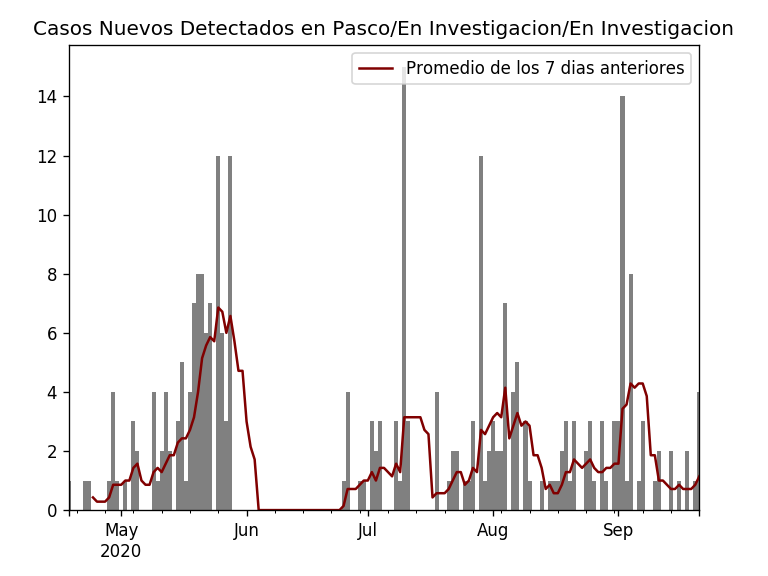 Casos Nuevos Detectados en Pasco/En Investigacion/En Investigacion
Promedio de los 7 dias anteriores
14
12
10
8
6
4
2
0
May
2020
Jun
Jul
Aug
Sep